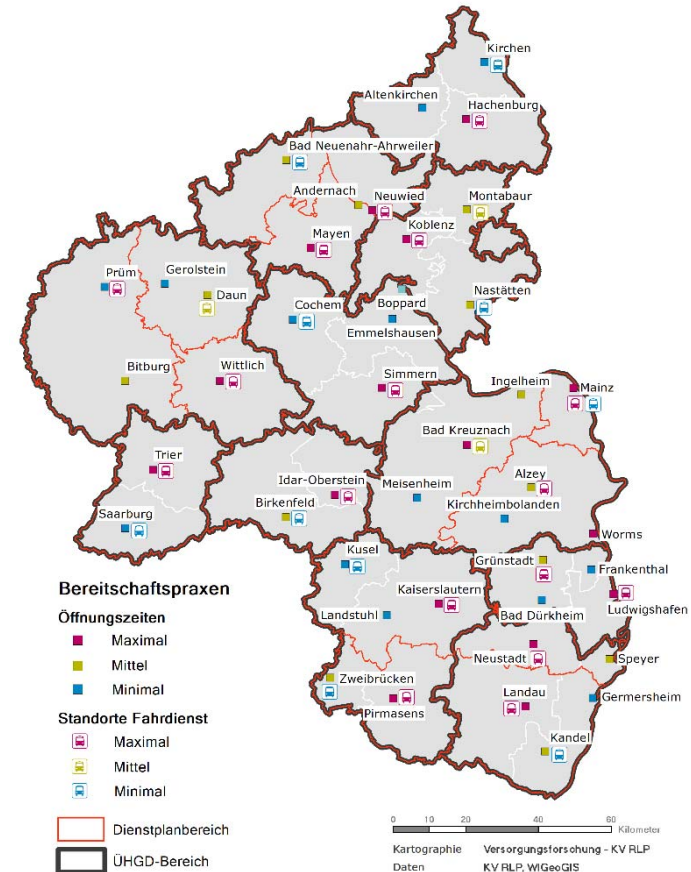 Kirchen
Altenkirchen
Hachenburg
Bad Neuenahr-Ahrweiler
Andernach
Neuwied
Montabaur
Koblenz
Mayen
Prüm
Gerolstein
Daun
Cochem
Boppard
Nastätten
Emmelshausen
Bitburg
Wittlich
Simmern
Ingelheim
Mainz
Bad Kreuznach
Trier
Idar-Oberstein
Alzey
Meisenheim
Birkenfeld
Kirchheimbolanden
Saarburg
Worms
Kusel
Grünstadt
Frankenthal
Kaiserslautern
Ludwigshafen
Landstuhl
Bad Dürkheim
Neustadt
Speyer
Zweibrücken
Landau
Germersheim
Pirmasens
Kandel
Bereitschaftspraxen
Öffnungszeiten
Maximal
Mittel
Minimal
Standorte Fahrdienst
Maximal
Mittel
Minimal
Dienstplanbereich
ÜHGD-Bereich
0 10 20 40 60
Kilometer
Kartographie Versorgungsforschung - KV RLP
Daten KV RLP, WIGeoGIS